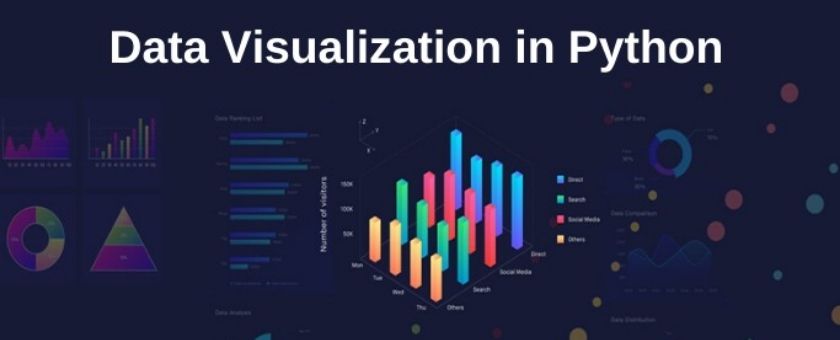 Data Visualization in Python
Data Ranking List
Z
Y
X
Number of visitors
150K
100K
50K
Mon
Tue
Wed
Thu
Others
Search
Social Media
Direct
Direct
Search
Social Media
Others
Type of Data
Data Comparison
Data Analysis
Data Distribution